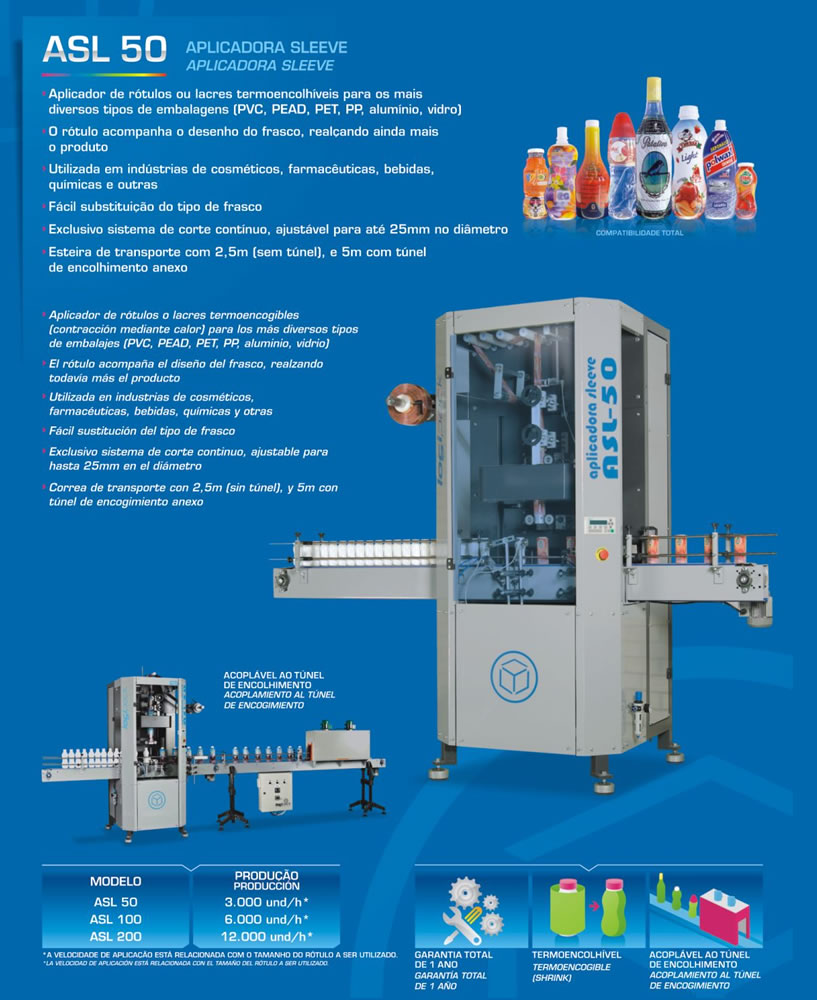 ASL 50
APLICADORA SLEEVE
APLICADORA SLEEVE
Aplicador de rótulos ou lacres termoencolhíveis para os mais
diversos tipos de embalagens (PVC, PEAD, PET, PP, alumínio, vidro)
O rótulo acompanha o desenho do frasco, realçando ainda mais
o produto
Utilizada em indústrias de cosméticos, farmacêuticas, bebidas,
químicas e outras
Fácil substituição do tipo de frasco
Exclusivo sistema de corte contínuo, ajustável para até 25mm no diâmetro
Esteira de transporte com 2,5m (sem túnel), e 5m com túnel
de encolhimento anexo
Light
COMPATIBILIDADE TOTAL
Aplicador de rótulos o lacres termoencogibles
(contracción mediante calor) para los más diversos tipos
de embalajes (PVC, PEAD, PET, PP, aluminio, vidrio)
El rótulo acompaña el diseño del frasco, realzando
todavía más el producto
Utilizada en industrias de cosméticos,
farmacéuticas, bebidas, químicas y otras
Fácil sustitución del tipo de frasco
Exclusivo sistema de corte continuo, ajustable para
hasta 25mm en el diámetro
Correa de transporte con 2,5m (sin túnel), y 5m con
túnel de encogimiento anexo
aplicadora sleeve
ASL-50
ACOPLÁVEL AO TÚNEL
DE ENCOLHIMENTO
ACOPLAMIENTO AL TÚNEL
DE ENCOGIMIENTO
MODELO
PRODUÇÃO
PRODUCCIÓN
ASL 50 3.000 und/h*
ASL 100 6.000 und/h*
ASL 200 12.000 und/h*
*A VELOCIDADE DE APLICAÇÃO ESTÁ RELACIONADA COM O TAMANHO DO RÓTULO A SER UTILIZADO.
*LA VELOCIDAD DE APLICACIÓN ESTÁ RELACIONADA CON EL TAMAÑO DEL RÓTULO A SER UTILIZADO.
GARANTIA TOTAL
DE 1 ANO
GARANTÍA TOTAL
DE 1 AÑO
TERMOENCOLHÍVEL
TERMOENCOGIBLE
(SHRINK)
ACOPLÁVEL AO TÚNEL
DE ENCOLHIMENTO
ACOPLAMIENTO AL TÚNEL
DE ENCOGIMIENTO